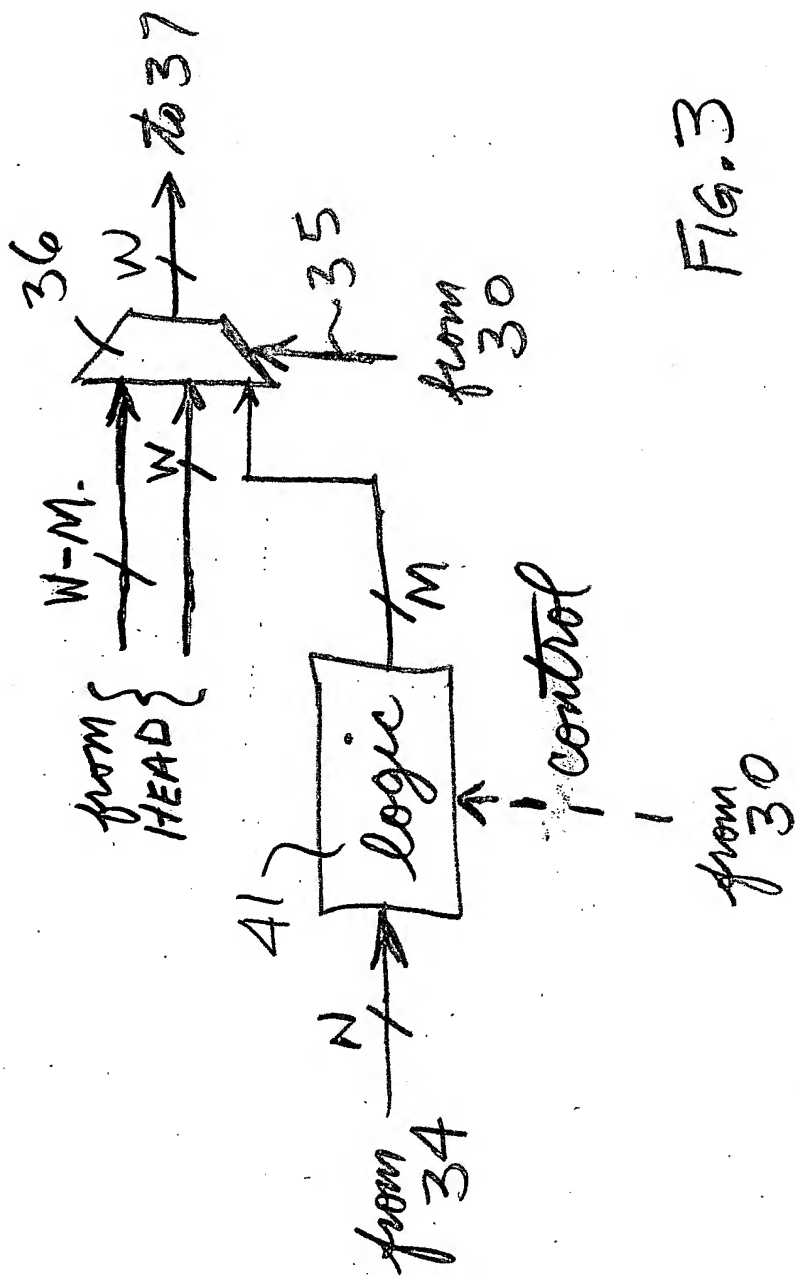 36
W-M.
W
to 37
from
HEAD
W
35
from
30
41
logic
M
N
from
34
control
from
30
FIG. 3